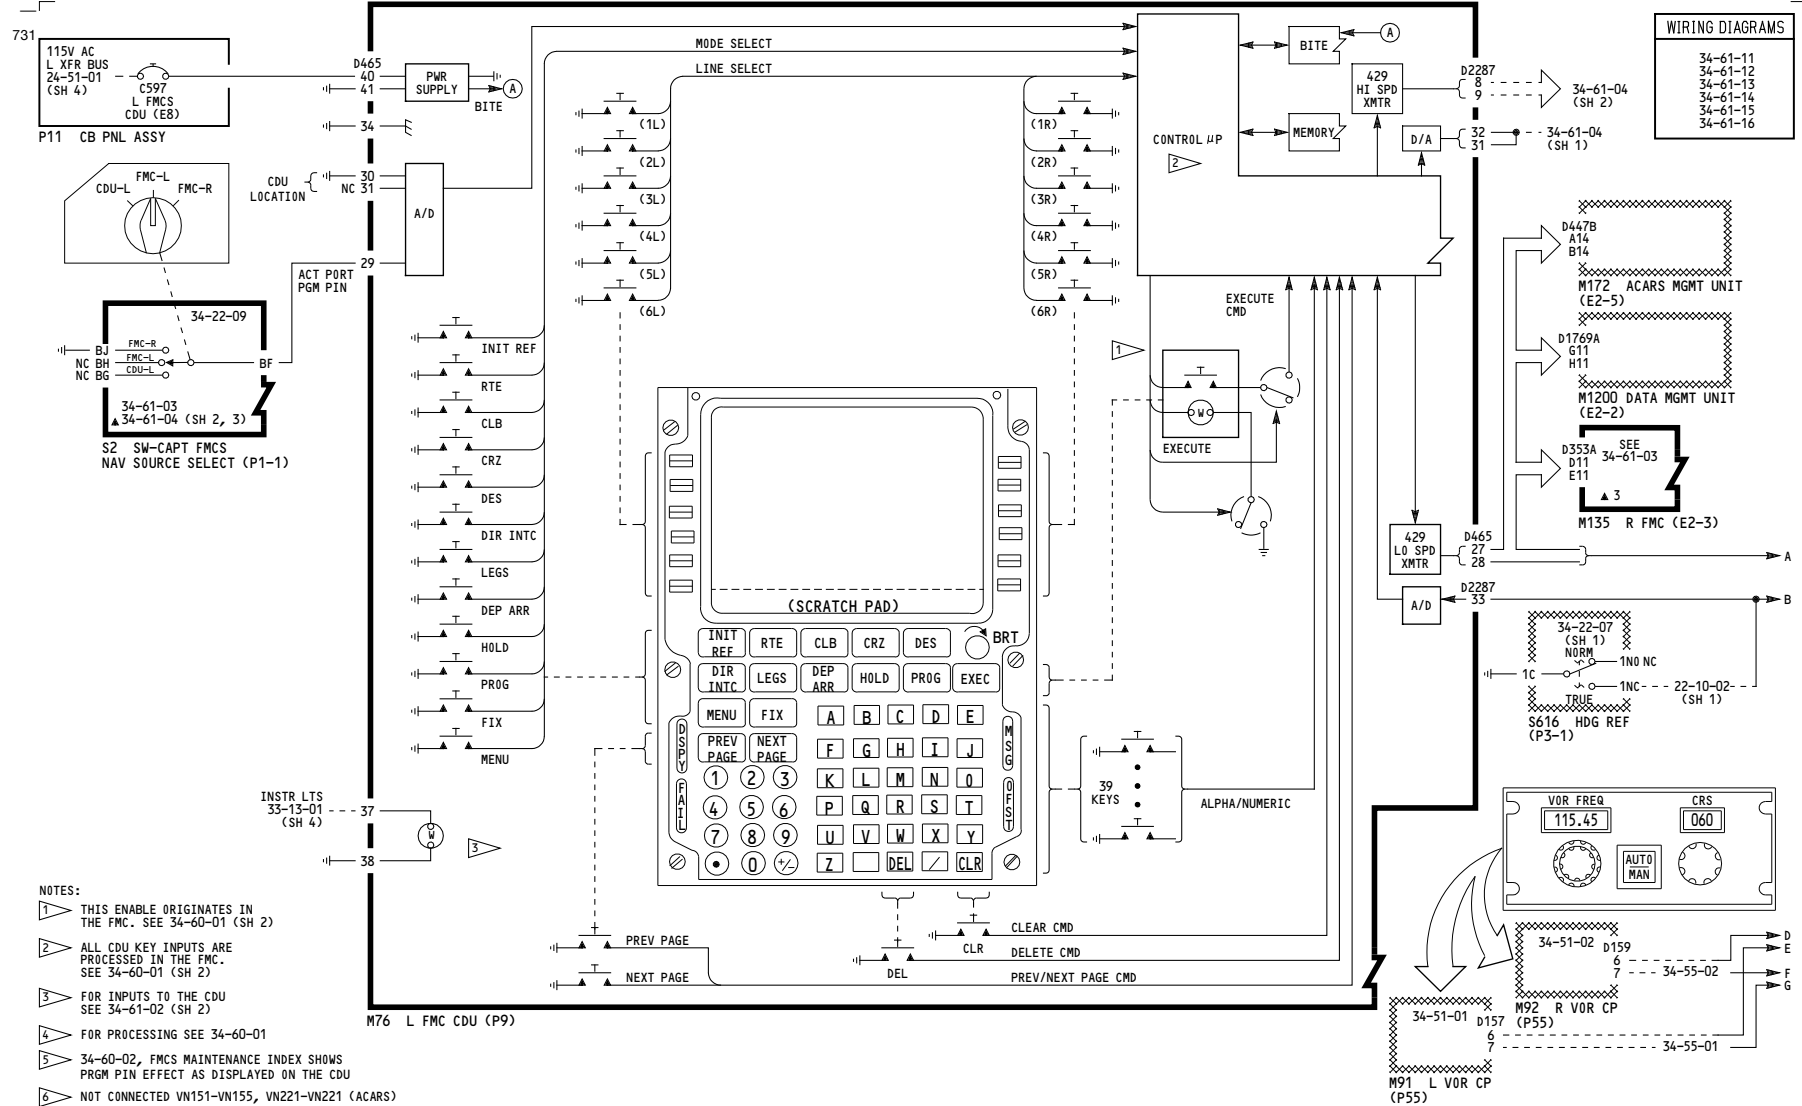 731
115V AC
L XFR BUS
24-51-01
(SH 4)
C597
L FMCS
CDU (E8)
P11 CB PNL ASSY
D465
40
41
34
30
NC 31
29
CDU
LOCATION
PWR
SUPPLY
A
BITE
A/D
ACT PORT
PGM PIN
FMC-L
CDU-L
FMC-R
34-22-09
BJ
NC BH
NC BG
FMC-R
FMC-L
CDU-L
BF
34-61-03
34-61-04 (SH 2, 3)
S2 SW-CAPT FMCS
NAV SOURCE SELECT (P1-1)
MODE SELECT
LINE SELECT
(1L)
(2L)
(3L)
(4L)
(5L)
(6L)
(1R)
(2R)
(3R)
(4R)
(5R)
(6R)
INIT REF
RTE
CLB
CRZ
DES
DIR INTC
LEGS
DEP ARR
HOLD
PROG
FIX
MENU
CONTROL µP
2
BITE
A
MEMORY
429
HI SPD
XMTR
D/A
D2287
8
9
34-61-04
(SH 2)
32
31
34-61-04
(SH 1)
WIRING DIAGRAMS
34-61-11
34-61-12
34-61-13
34-61-14
34-61-15
34-61-16
D447B
A14
B14
M172 ACARS MGMT UNIT
(E2-5)
D1769A
G11
H11
M1200 DATA MGMT UNIT
(E2-2)
D353A
D11
E11
SEE
34-61-03
3
M135 R FMC (E2-3)
EXECUTE
CMD
1
W
EXECUTE
429
LO SPD
XMTR
D465
27
28
A
A/D
D2287
33
B
34-22-07
(SH 1)
NORM
1NO NC
1C
1NC
22-10-02
(SH 1)
TRUE
S616 HDG REF
(P3-1)
(SCRATCH PAD)
INIT
REF
RTE
CLB
CRZ
DES
BRT
DIR
INTC
LEGS
DEP
ARR
HOLD
PROG
EXEC
MENU
FIX
PREV
PAGE
NEXT
PAGE
A B C D E
F G H I J
K L M N O
P Q R S T
U V W X Y
Z DEL / CLR
1 2 3
4 5 6
7 8 9
0 +/-
DSPY
FAIL
MSG
OFST
39
KEYS
ALPHA/NUMERIC
INSTR LTS
33-13-01
(SH 4)
37
W
38
3
PREV PAGE
NEXT PAGE
DEL
CLR
CLEAR CMD
DELETE CMD
PREV/NEXT PAGE CMD
M76 L FMC CDU (P9)
VOR FREQ
115.45
CRS
060
AUTO
MAN
34-51-02
D159
6
7
34-55-02
M92 R VOR CP
(P55)
D
E
F
G
34-51-01
D157
6
7
34-55-01
M91 L VOR CP
(P55)
NOTES:
1 THIS ENABLE ORIGINATES IN
THE FMC. SEE 34-60-01 (SH 2)
2 ALL CDU KEY INPUTS ARE
PROCESSED IN THE FMC.
SEE 34-60-01 (SH 2)
3 FOR INPUTS TO THE CDU
SEE 34-61-02 (SH 2)
4 FOR PROCESSING SEE 34-60-01
5 34-60-02, FMCS MAINTENANCE INDEX SHOWS
PRGM PIN EFFECT AS DISPLAYED ON THE CDU
6 NOT CONNECTED VN151-VN155, VN221-VN221 (ACARS)